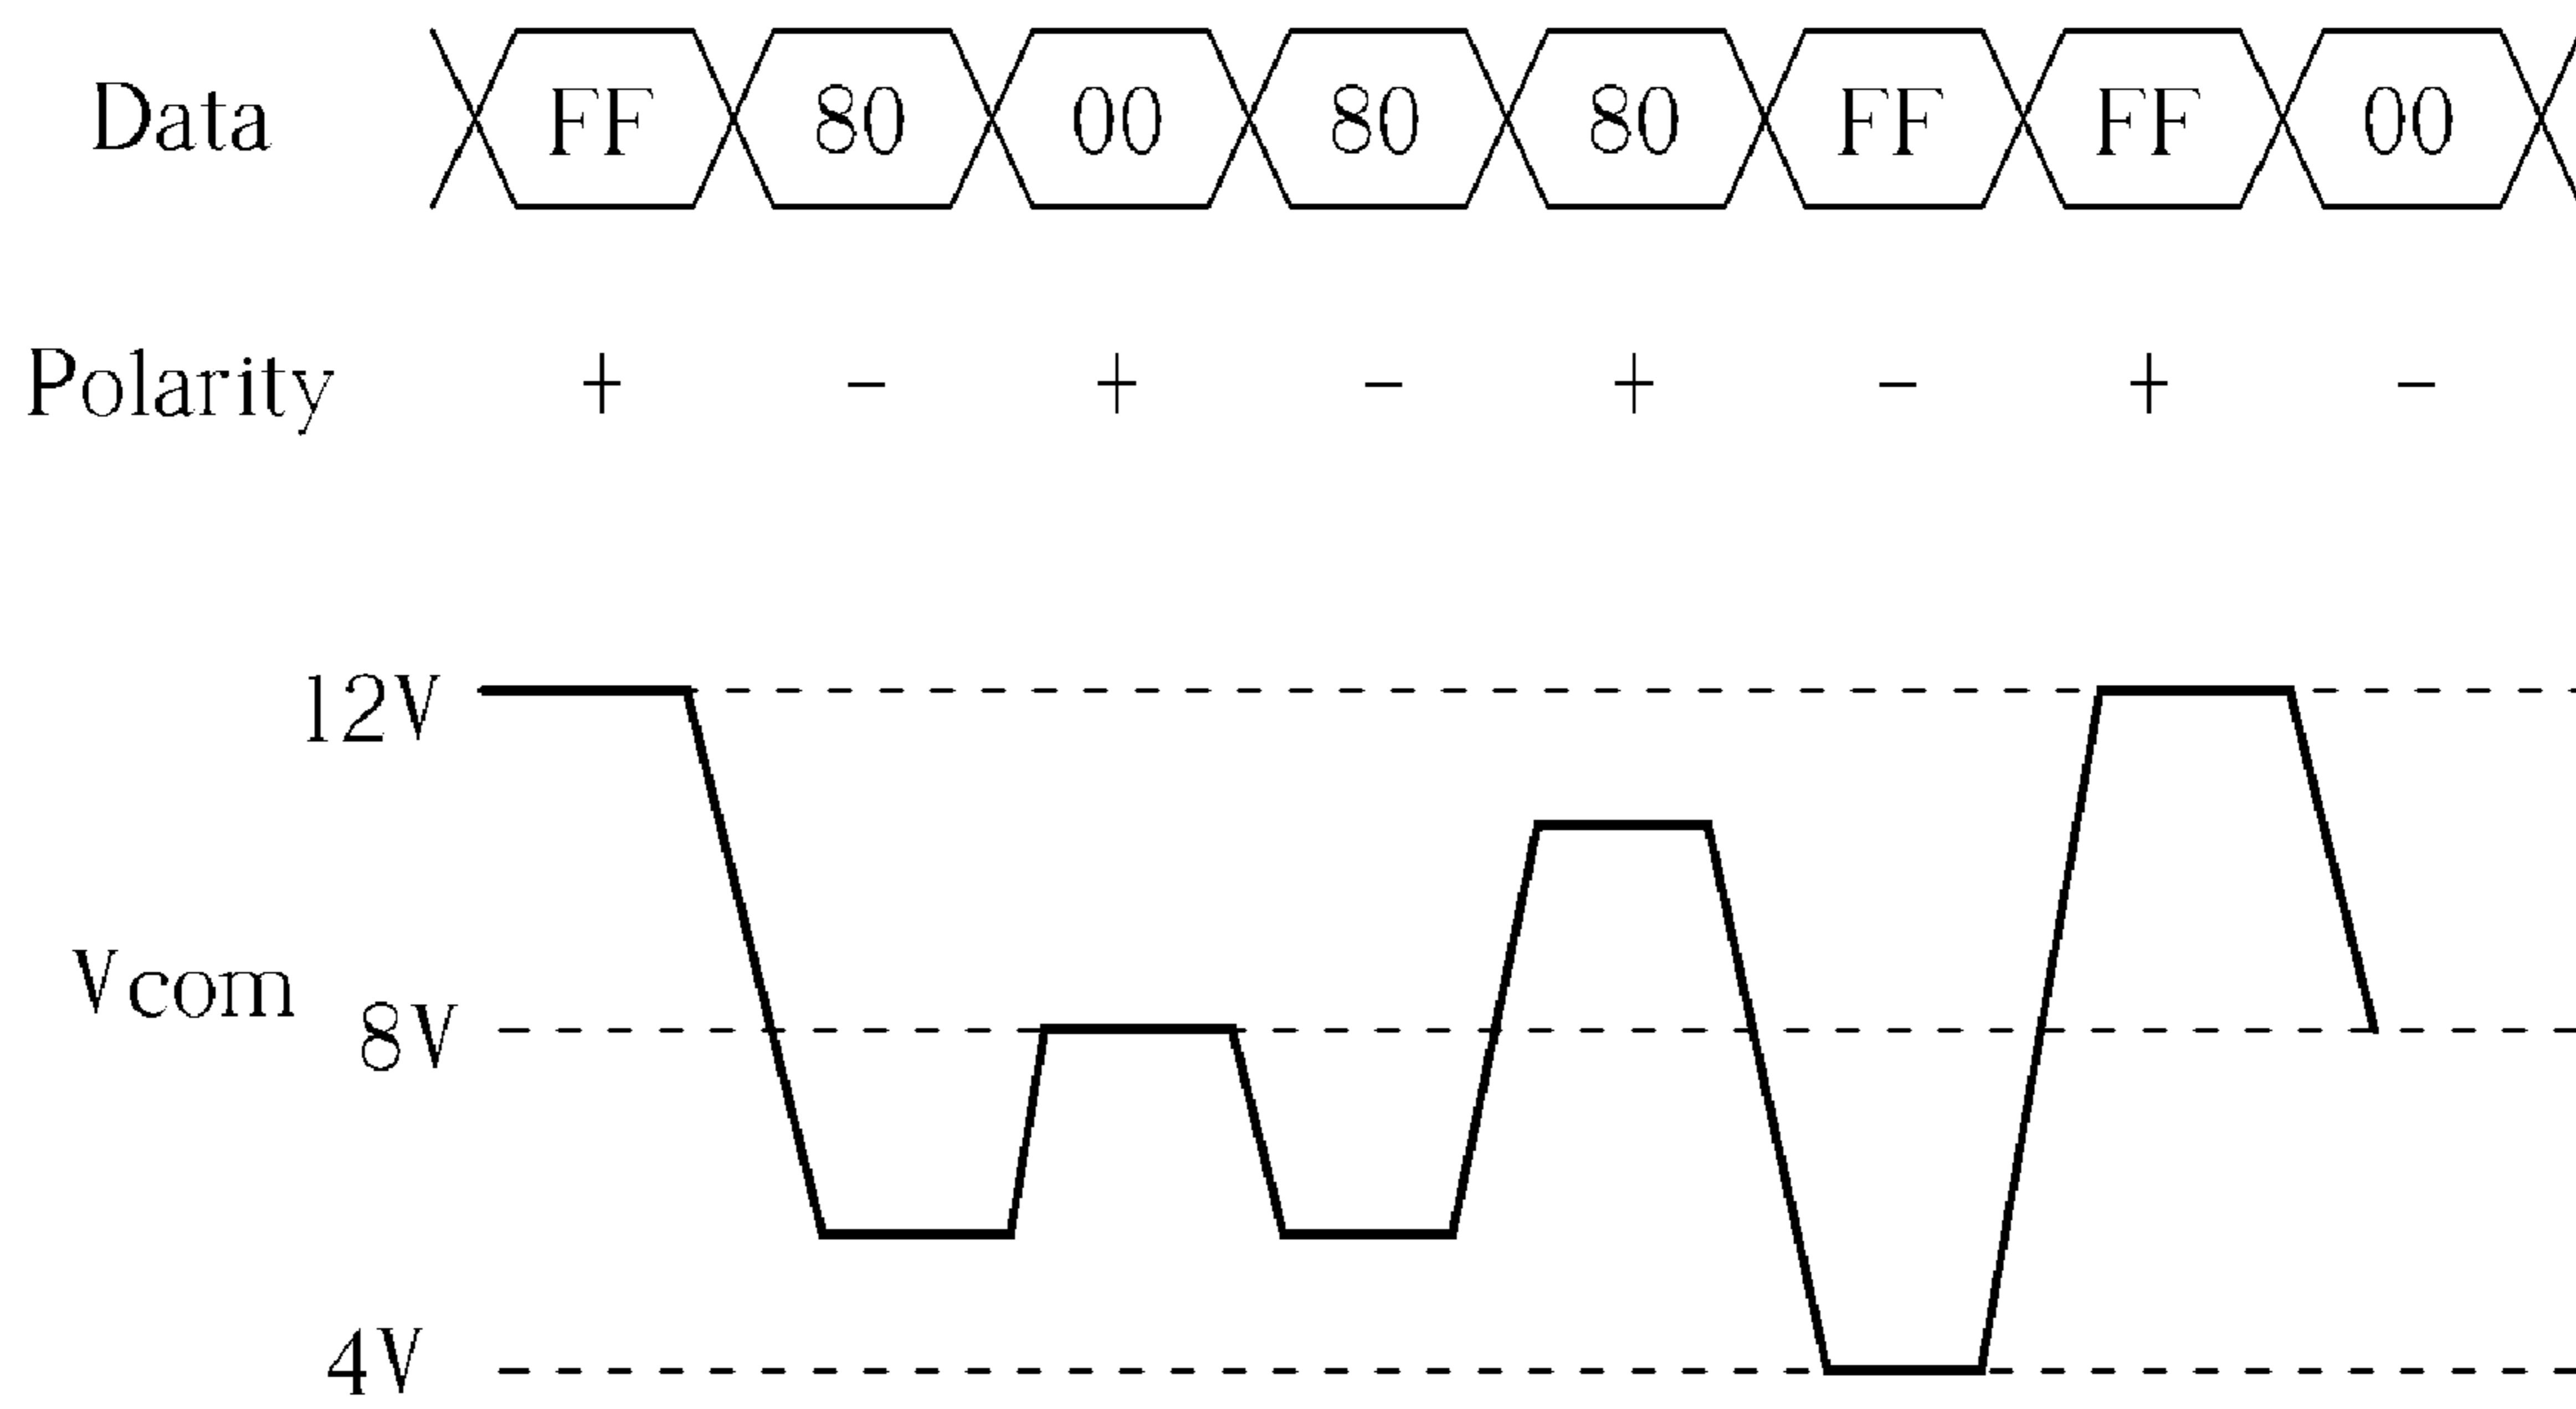 Data FF 80 00 80 80 FF FF 00
Polarity + - + - + - + -
12V
Vcom
8V
4V